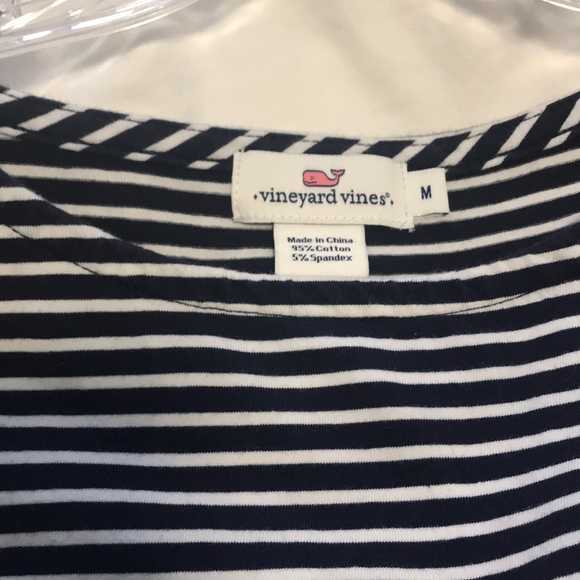 vineyard vines®
M
Made in China
95% Cotton
5% Spandex